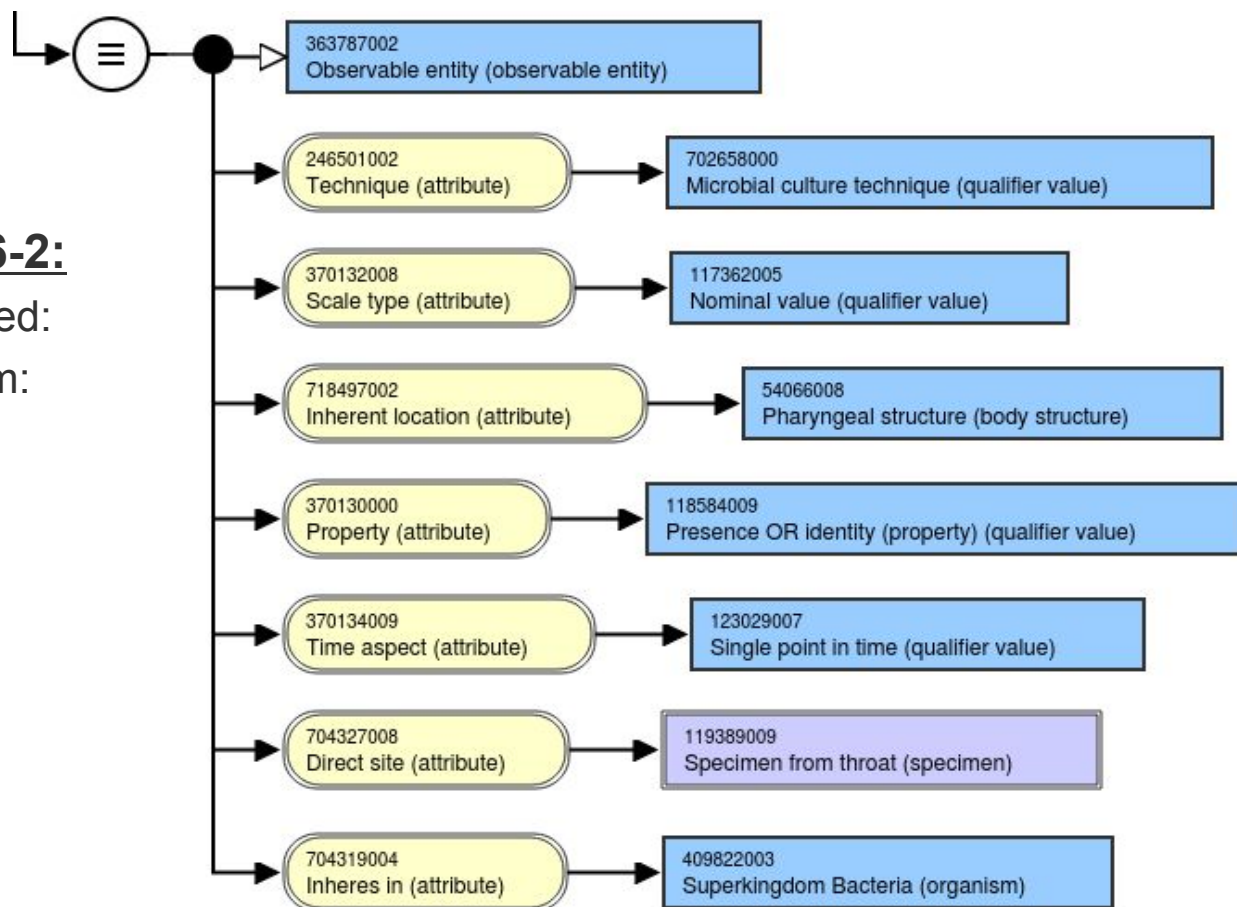 363787002
Observable entity (observable entity)
246501002
Technique (attribute)
702658000
Microbial culture technique (qualifier value)
6-2:
370132008
Scale type (attribute)
117362005
Nominal value (qualifier value)
ed:
m:
718497002
Inherent location (attribute)
54066008
Pharyngeal structure (body structure)
370130000
Property (attribute)
118584009
Presence OR identity (property) (qualifier value)
370134009
Time aspect (attribute)
123029007
Single point in time (qualifier value)
704327008
Direct site (attribute)
119389009
Specimen from throat (specimen)
704319004
Inheres in (attribute)
409822003
Superkingdom Bacteria (organism)